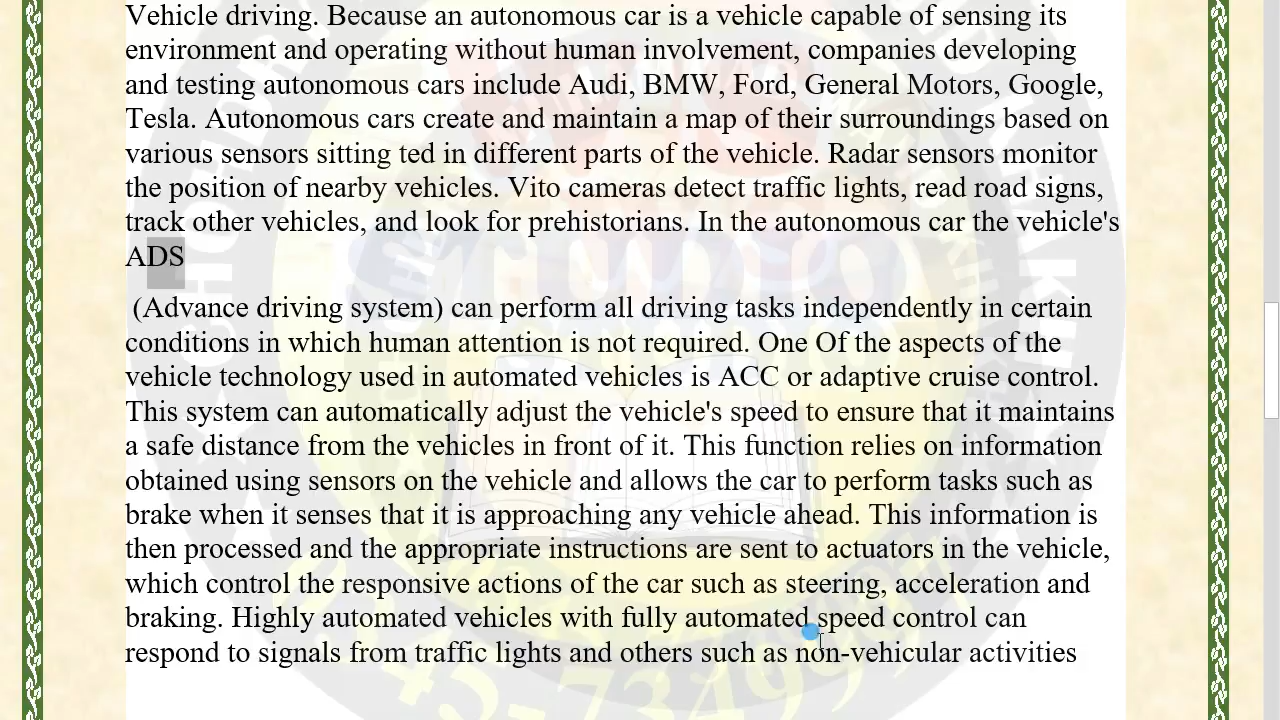 Vehicle driving. Because an autonomous car is a vehicle capable of sensing its
environment and operating without human involvement, companies developing
and testing autonomous cars include Audi, BMW, Ford, General Motors, Google,
Tesla. Autonomous cars create and maintain a map of their surroundings based on
various sensors sitting ted in different parts of the vehicle. Radar sensors monitor
the position of nearby vehicles. Vito cameras detect traffic lights, read road signs,
track other vehicles, and look for prehistorians. In the autonomous car the vehicle's
ADS
(Advance driving system) can perform all driving tasks independently in certain
conditions in which human attention is not required. One Of the aspects of the
vehicle technology used in automated vehicles is ACC or adaptive cruise control.
This system can automatically adjust the vehicle's speed to ensure that it maintains
a safe distance from the vehicles in front of it. This function relies on information
obtained using sensors on the vehicle and allows the car to perform tasks such as
brake when it senses that it is approaching any vehicle ahead. This information is
then processed and the appropriate instructions are sent to actuators in the vehicle,
which control the responsive actions of the car such as steering, acceleration and
braking. Highly automated vehicles with fully automated speed control can
respond to signals from traffic lights and others such as non-vehicular activities